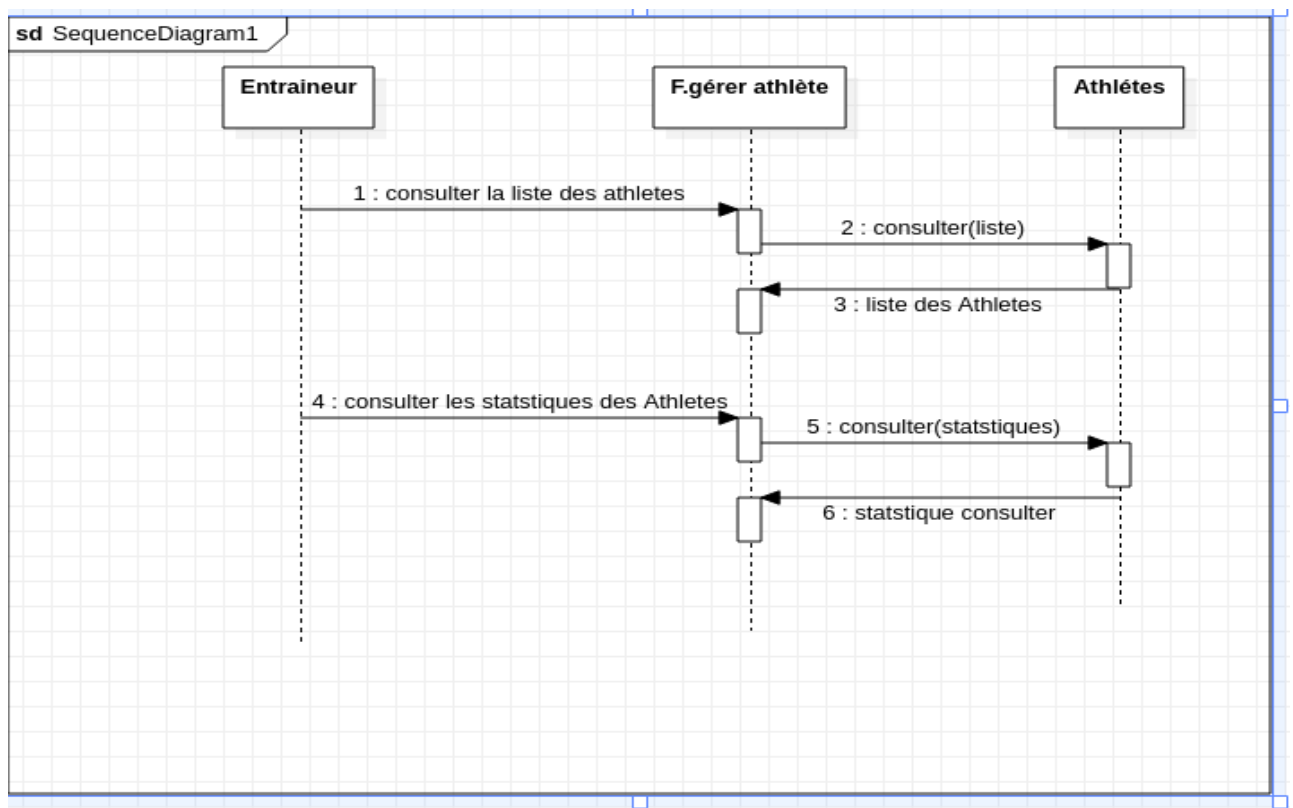 sd SequenceDiagram1
Entraineur
F.gérer athlète
Athlétes
1 : consulter la liste des athletes
2 : consulter(liste)
3 : liste des Athletes
4 : consulter les statstiques des Athletes
5 : consulter(statstiques)
6 : statstique consulter